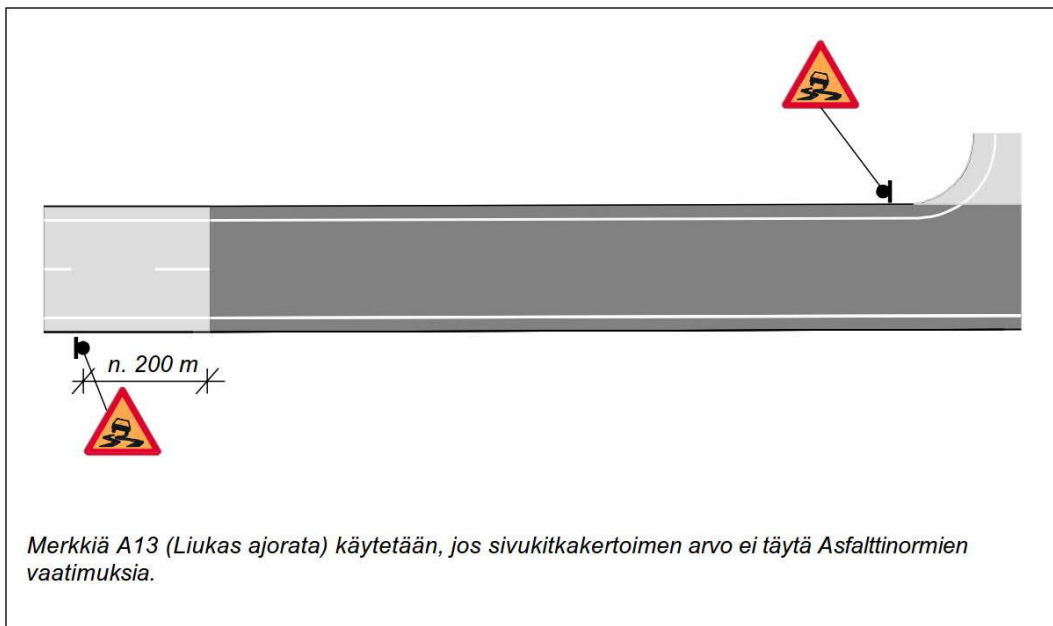 n. 200 m
Merkkiä A13 (Liukas ajorata) käytetään, jos sivukitkakertoimen arvo ei täytä Asfalttinormien
vaatimuksia.